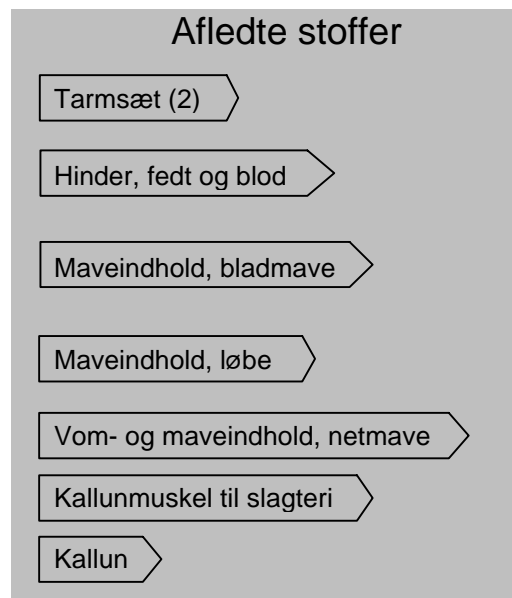 Afledte stoffer
Tarmsæt (2)
Hinder, fedt og blod
Maveindhold, bladmave
Maveindhold, løbe
Vom- og maveindhold, netmave
Kallunmuskel til slagteri
Kallun